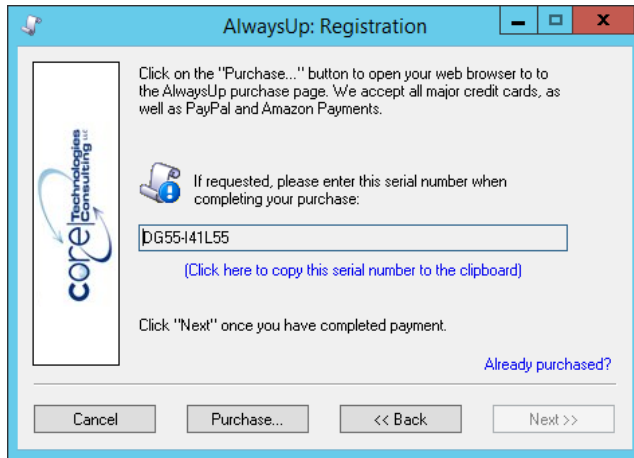 AlwaysUp: Registration
Click on the "Purchase..." button to open your web browser to to
the AlwaysUp purchase page. We accept all major credit cards, as
well as PayPal and Amazon Payments.
core Technologies
Consulting LLC
If requested, please enter this serial number when
completing your purchase:
DG55-I41L55
(Click here to copy this serial number to the clipboard)
Click "Next" once you have completed payment.
Already purchased?
Cancel
Purchase...
<< Back
Next >>